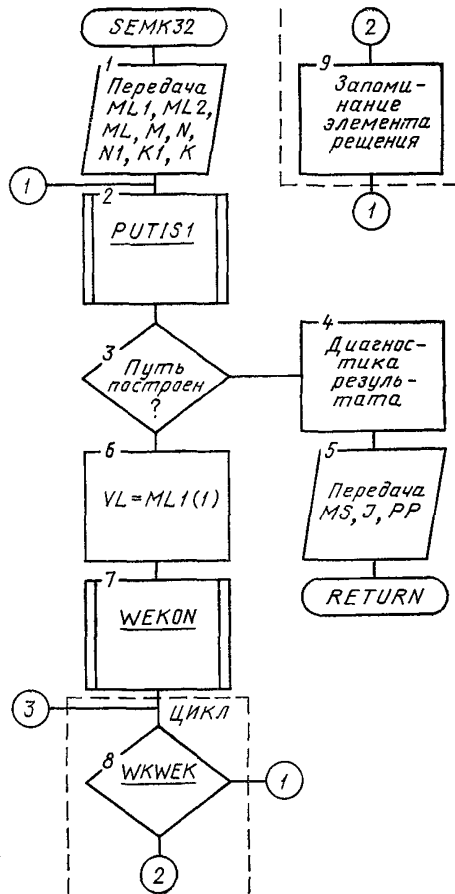 SEMK32
1
Передача
ML1, ML2,
ML, M, N,
N1, K1, K
1
2
PUTIS1
3
Путь
построен
?
4
Диагнос-
тика
резуль-
тата
5
Передача
MS, J, PP
RETURN
6
VL=ML1(1)
7
WEKON
3
ЦИКЛ
8
WKWEK
1
2
2
9
Запоми-
нание
элемента
решения
1